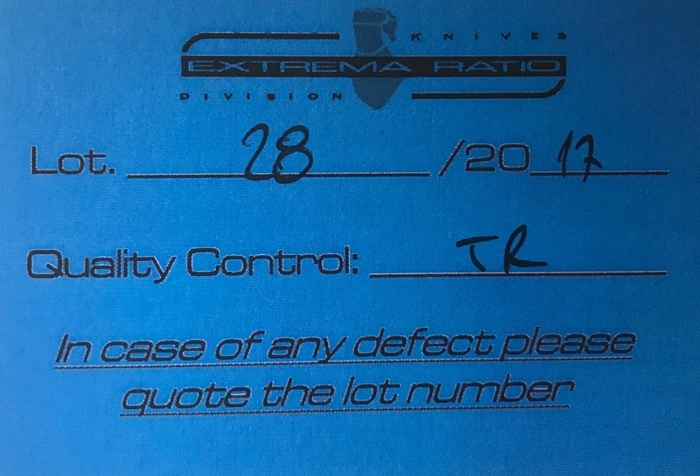 KNIVES
EXTREMA RATIO
DIVISION
Lot. 28 /20 17
Quality Control: TR
In case of any defect please
quote the lot number